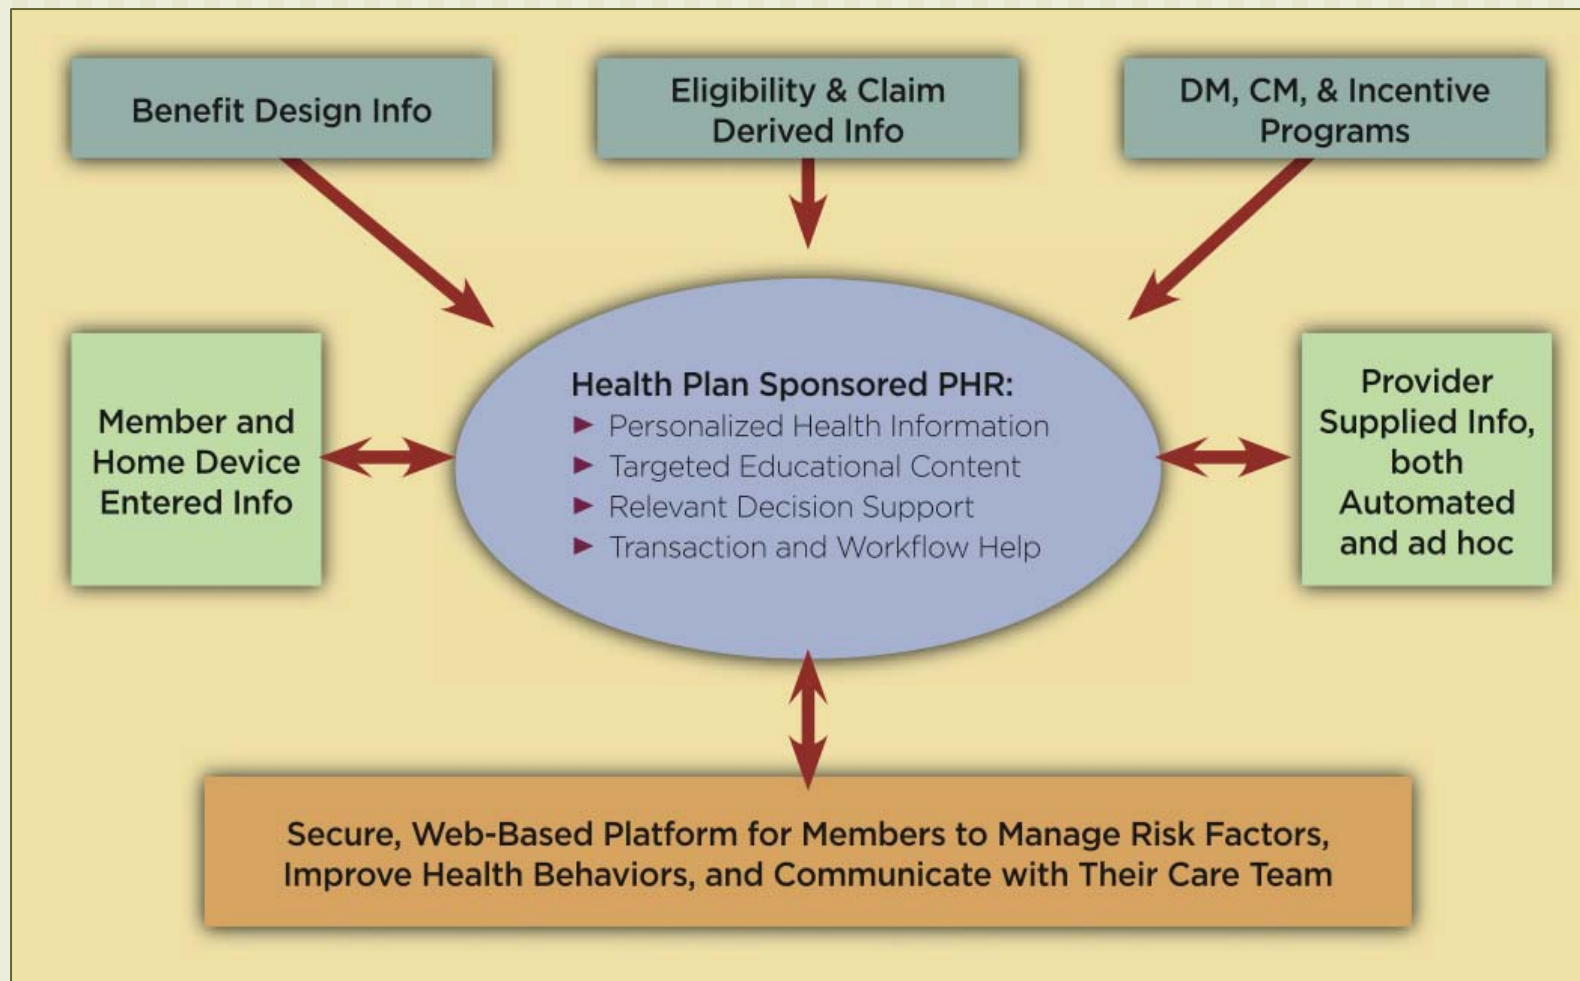 Benefit Design Info
Eligibility & Claim
Derived Info
DM, CM, & Incentive
Programs
Member and
Home Device
Entered Info
Health Plan Sponsored PHR:
► Personalized Health Information
► Targeted Educational Content
► Relevant Decision Support
► Transaction and Workflow Help
Provider
Supplied Info,
both
Automated
and ad hoc
Secure, Web-Based Platform for Members to Manage Risk Factors,
Improve Health Behaviors, and Communicate with Their Care Team